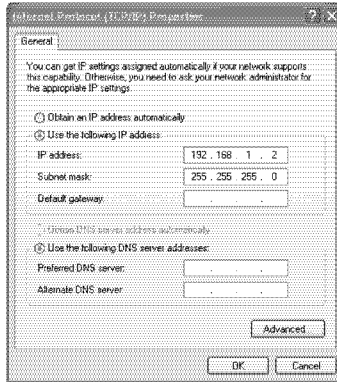 Internet Protocol (TCP/IP) Properties
General
You can get IP settings assigned automatically if your network supports
this capability. Otherwise, you need to ask your network administrator for
the appropriate IP settings.
Obtain an IP address automatically
Use the following IP address:
IP address: 192 . 168 . 1 . 2
Subnet mask: 255 . 255 . 255 . 0
Default gateway: . . .
Obtain DNS server address automatically
Use the following DNS server addresses:
Preferred DNS server: . . .
Alternate DNS server: . . .
Advanced
OK Cancel